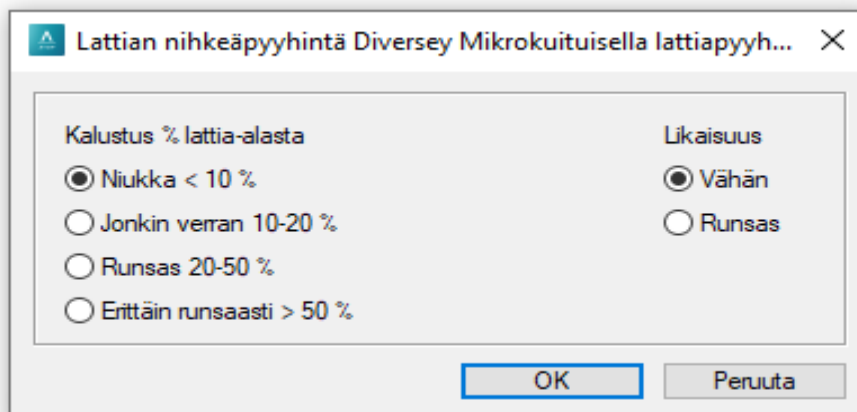 Lattian nihkeäpyyhintä Diversey Mikrokuituisella lattiapyyh...
Kalustus % lattia-alasta
Likaisuus
Niukka < 10 %
Vähän
Jonkin verran 10-20 %
Runsas
Runsas 20-50 %
Erittäin runsaasti > 50 %
OK
Peruuta